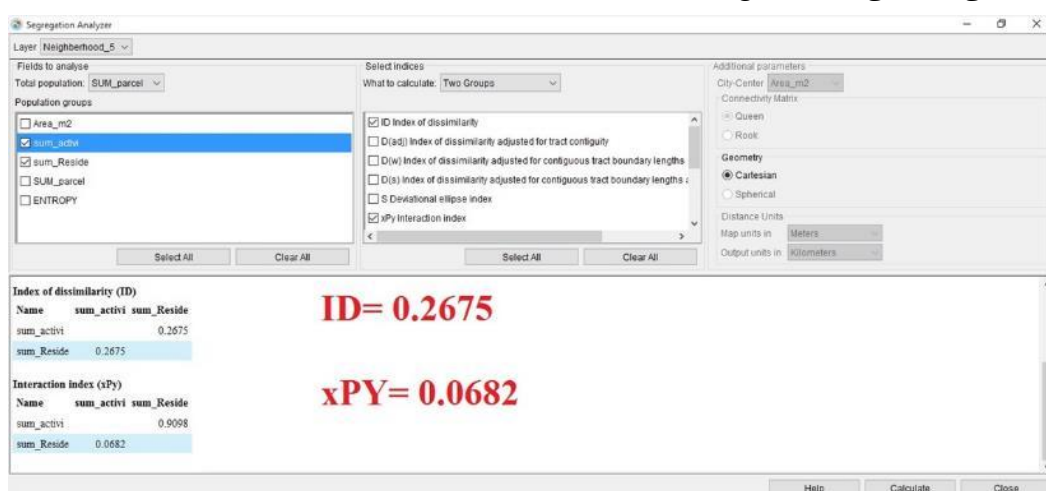 Segregation Analyzer
Layer Neighberhood_5
Fields to analyse
Total population: SUM_parcel
Population groups
Area_m2
sum_activi
sum_Reside
SUM_parcel
ENTROPY
Select All Clear All
Select indices
What to calculate: Two Groups
ID Index of dissimilarity
D(adj) Index of dissimilarity adjusted for tract contiguity
D(w) Index of dissimilarity adjusted for contiguous tract boundary lengths
D(s) Index of dissimilarity adjusted for contiguous tract boundary lengths a
S Deviational ellipse index
xPy Interaction index
Select All Clear All
Additional parameters
City-Center Area_m2
Connectivity Matrix
Queen
Rook
Geometry
Cartesian
Spherical
Distance Units
Map units in Meters
Output units in Kilometers
Index of dissimilarity (ID)
Name sum_activi sum_Reside
sum_activi 0.2675
sum_Reside 0.2675
ID= 0.2675
Interaction index (xPy)
Name sum_activi sum_Reside
sum_activi 0.9098
sum_Reside 0.0682
xPY= 0.0682
Help Calculate Close